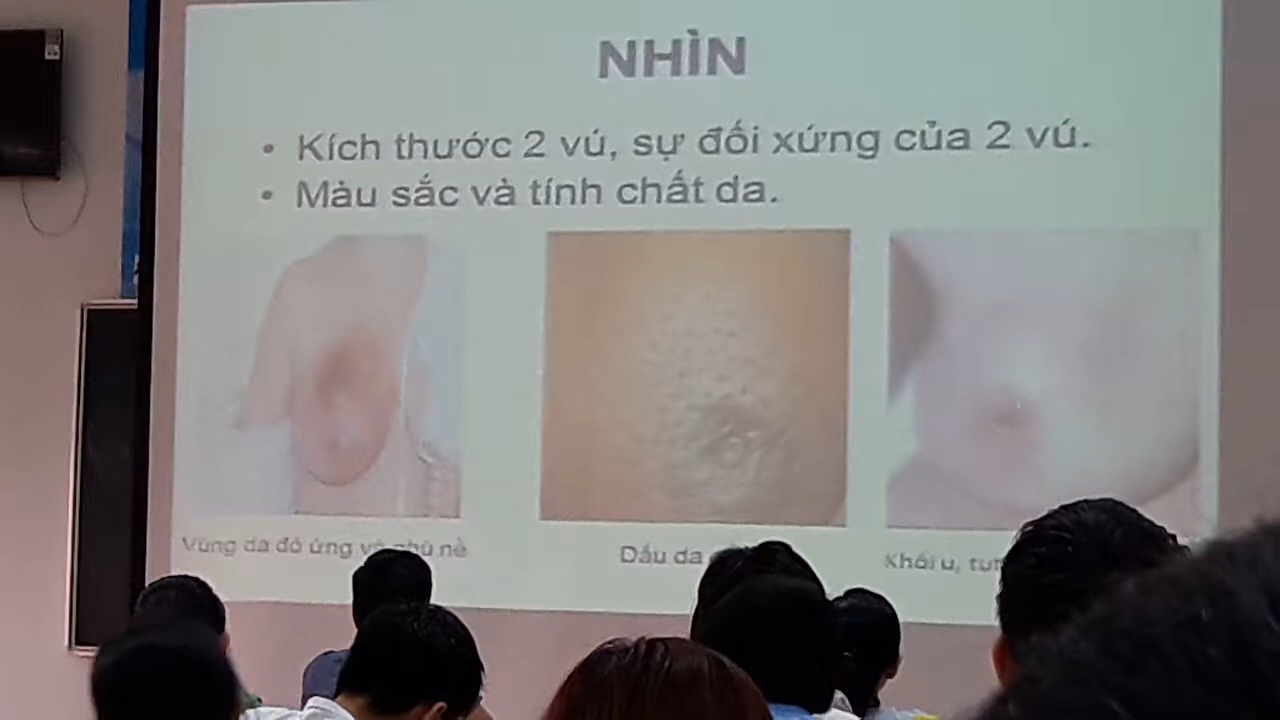 NHÌN
• Kích thước 2 vú, sự đối xứng của 2 vú.
• Màu sắc và tính chất da.
Vùng da đỏ ửng và phù nề
Dấu da
Khối u,